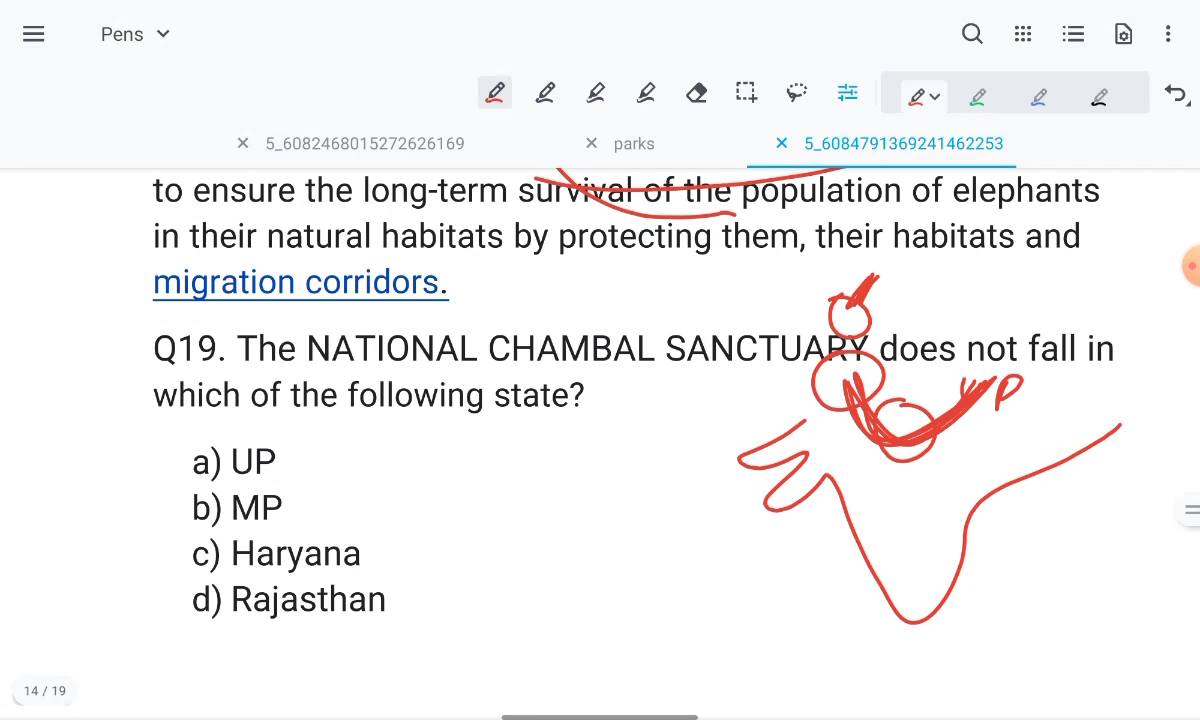 Pens
5_6082468015272626169
parks
5_6084791369241462253
to ensure the long-term survival of the population of elephants
in their natural habitats by protecting them, their habitats and
migration corridors.
Q19. The NATIONAL CHAMBAL SANCTUARY does not fall in
which of the following state?
UP
a) UP
b) MP
c) Haryana
d) Rajasthan
14 / 19